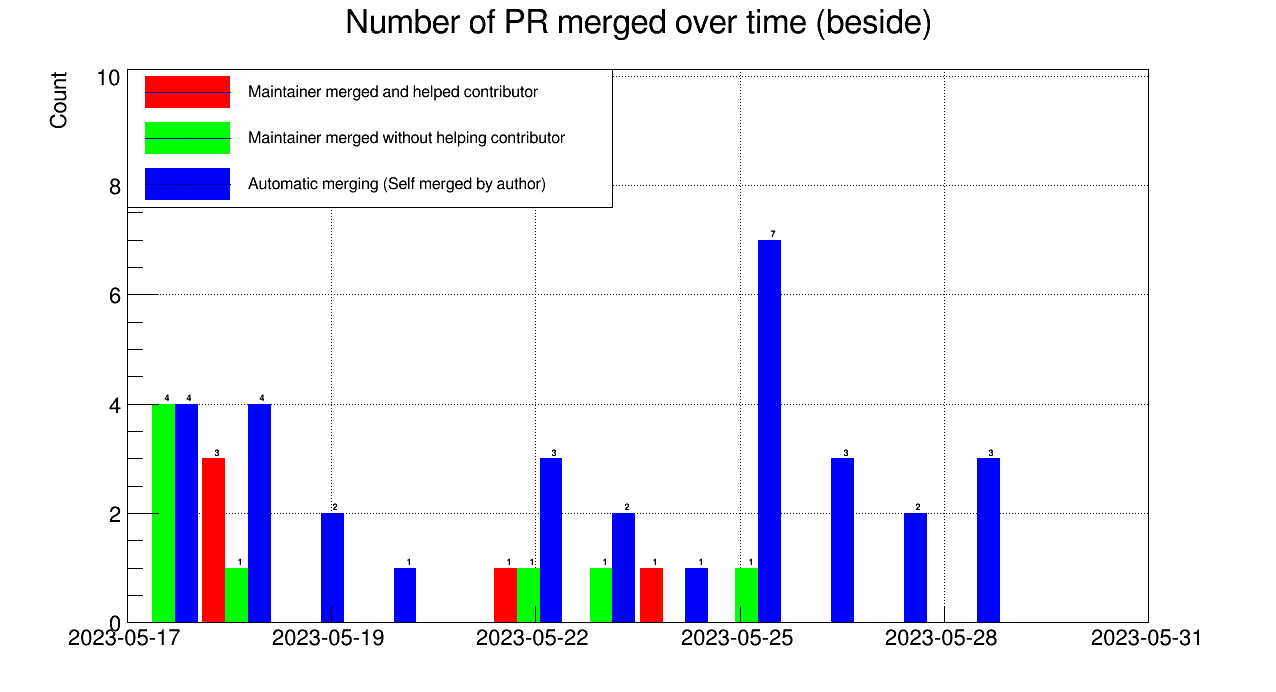 Number of PR merged over time (beside)
Count
10
8
6
4
2
0
Maintainer merged and helped contributor
Maintainer merged without helping contributor
Automatic merging (Self merged by author)
4 4 3 1 4 2 1 1 1 3 1 2 1 1 1 7 3 2 3
2023-05-17 2023-05-19 2023-05-22 2023-05-25 2023-05-28 2023-05-31